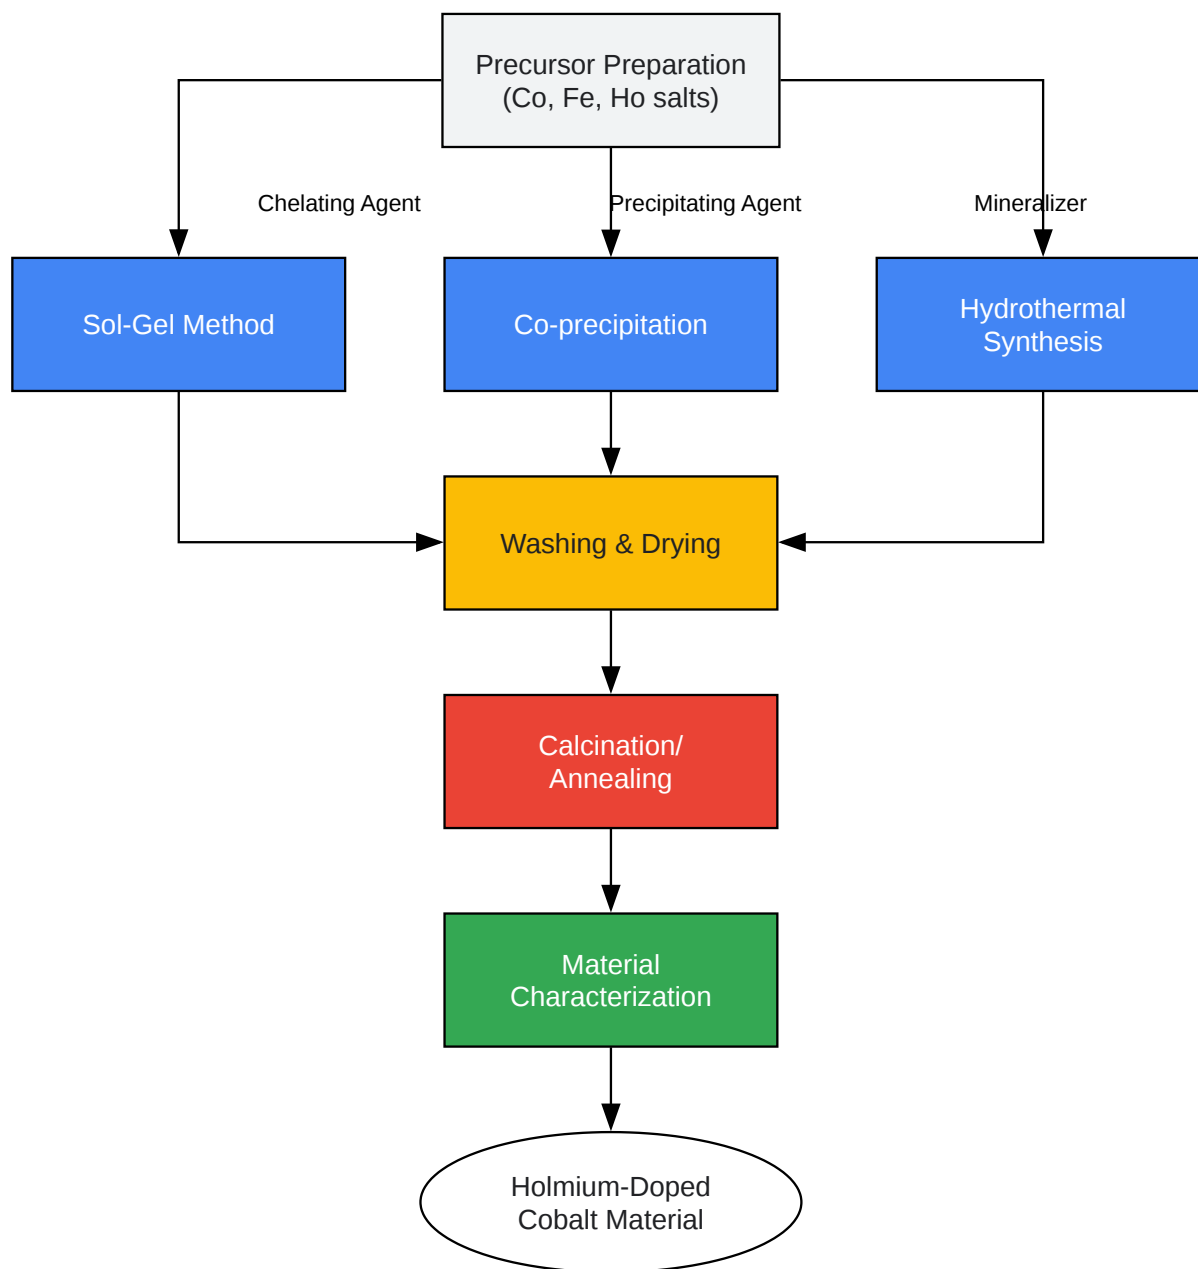 Precursor Preparation
(Co, Fe, Ho salts)
Chelating Agent
Precipitating Agent
Mineralizer
Sol-Gel Method
Co-precipitation
Hydrothermal
Synthesis
Washing & Drying
Calcination/
Annealing
Material
Characterization
Holmium-Doped
Cobalt Material